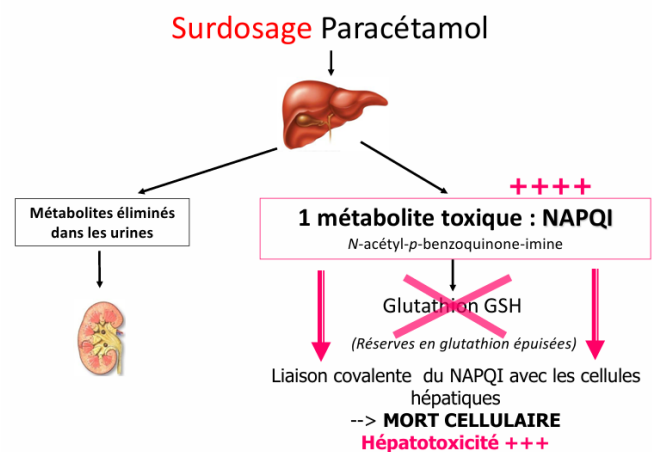 Surdosage Paracétamol
++++
Métabolites éliminés
dans les urines
1 métabolite toxique : NAPQI
N-acétyl-p-benzoquinone-imine
Glutathion GSH
(Réserves en glutathion épuisées)
Liaison covalente du NAPQI avec les cellules
hépatiques
--> MORT CELLULAIRE
Hépatotoxicité +++